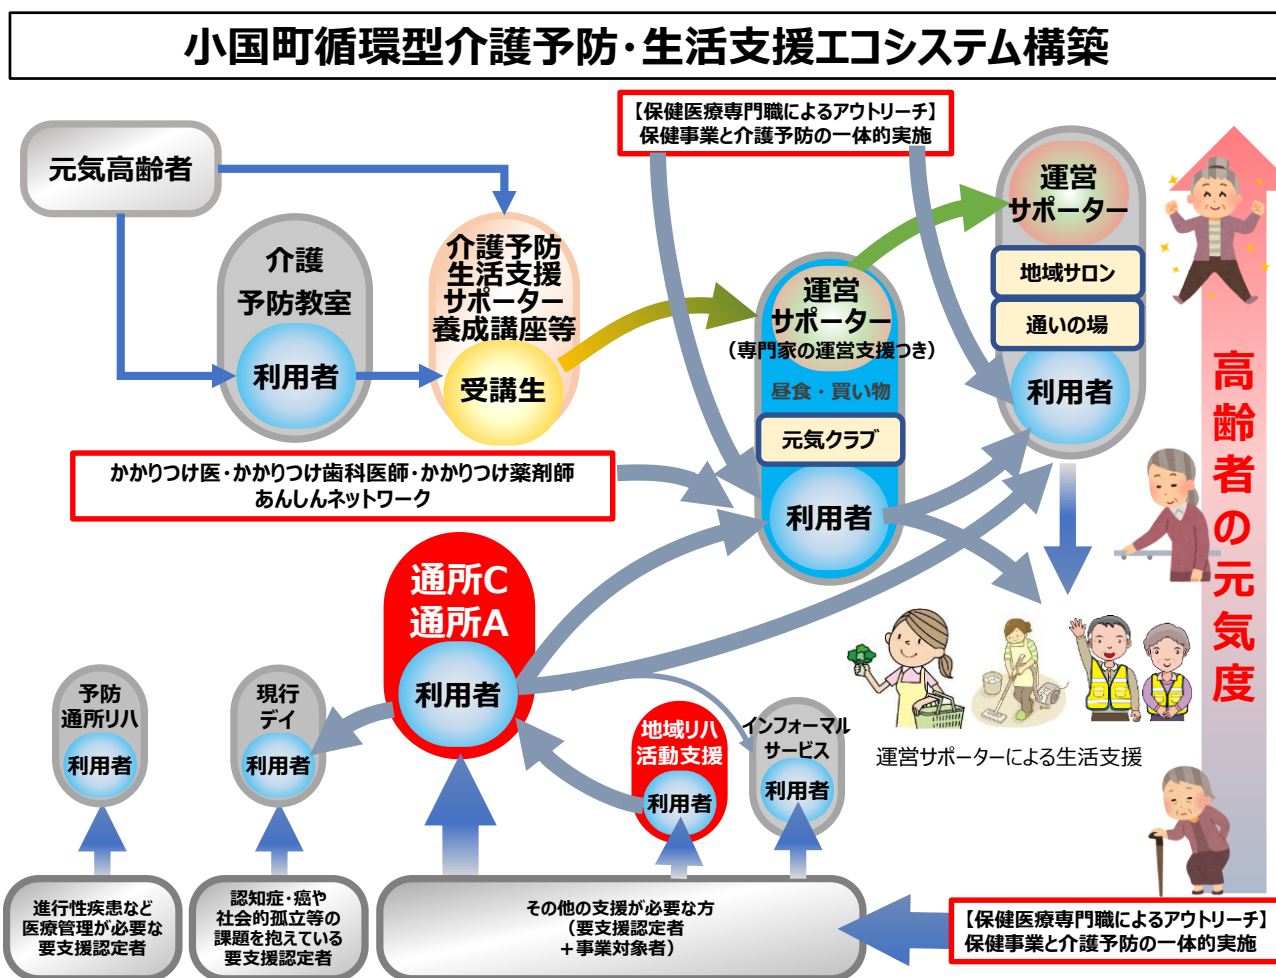 小国町循環型介護予防・生活支援エコシステム構築
【保健医療専門職によるアウトリーチ】
保健事業と介護予防の一体的実施
元気高齢者
介護
予防教室
利用者
介護予防
生活支援
サポーター
養成講座等
受講生
運営
サポーター
（専門家の運営支援つき）
昼食・買い物
元気クラブ
利用者
運営
サポーター
地域サロン
通いの場
利用者
高齢者の元気度
かかりつけ医・かかりつけ歯科医師・かかりつけ薬剤師
あんしんネットワーク
通所C
通所A
利用者
予防
通所リハ
利用者
現行
デイ
利用者
地域リハ
活動支援
利用者
インフォーマル
サービス
利用者
運営サポーターによる生活支援
進行性疾患など
医療管理が必要な
要支援認定者
認知症・癌や
社会的孤立等の
課題を抱えている
要支援認定者
その他の支援が必要な方
（要支援認定者
＋事業対象者）
【保健医療専門職によるアウトリーチ】
保健事業と介護予防の一体的実施